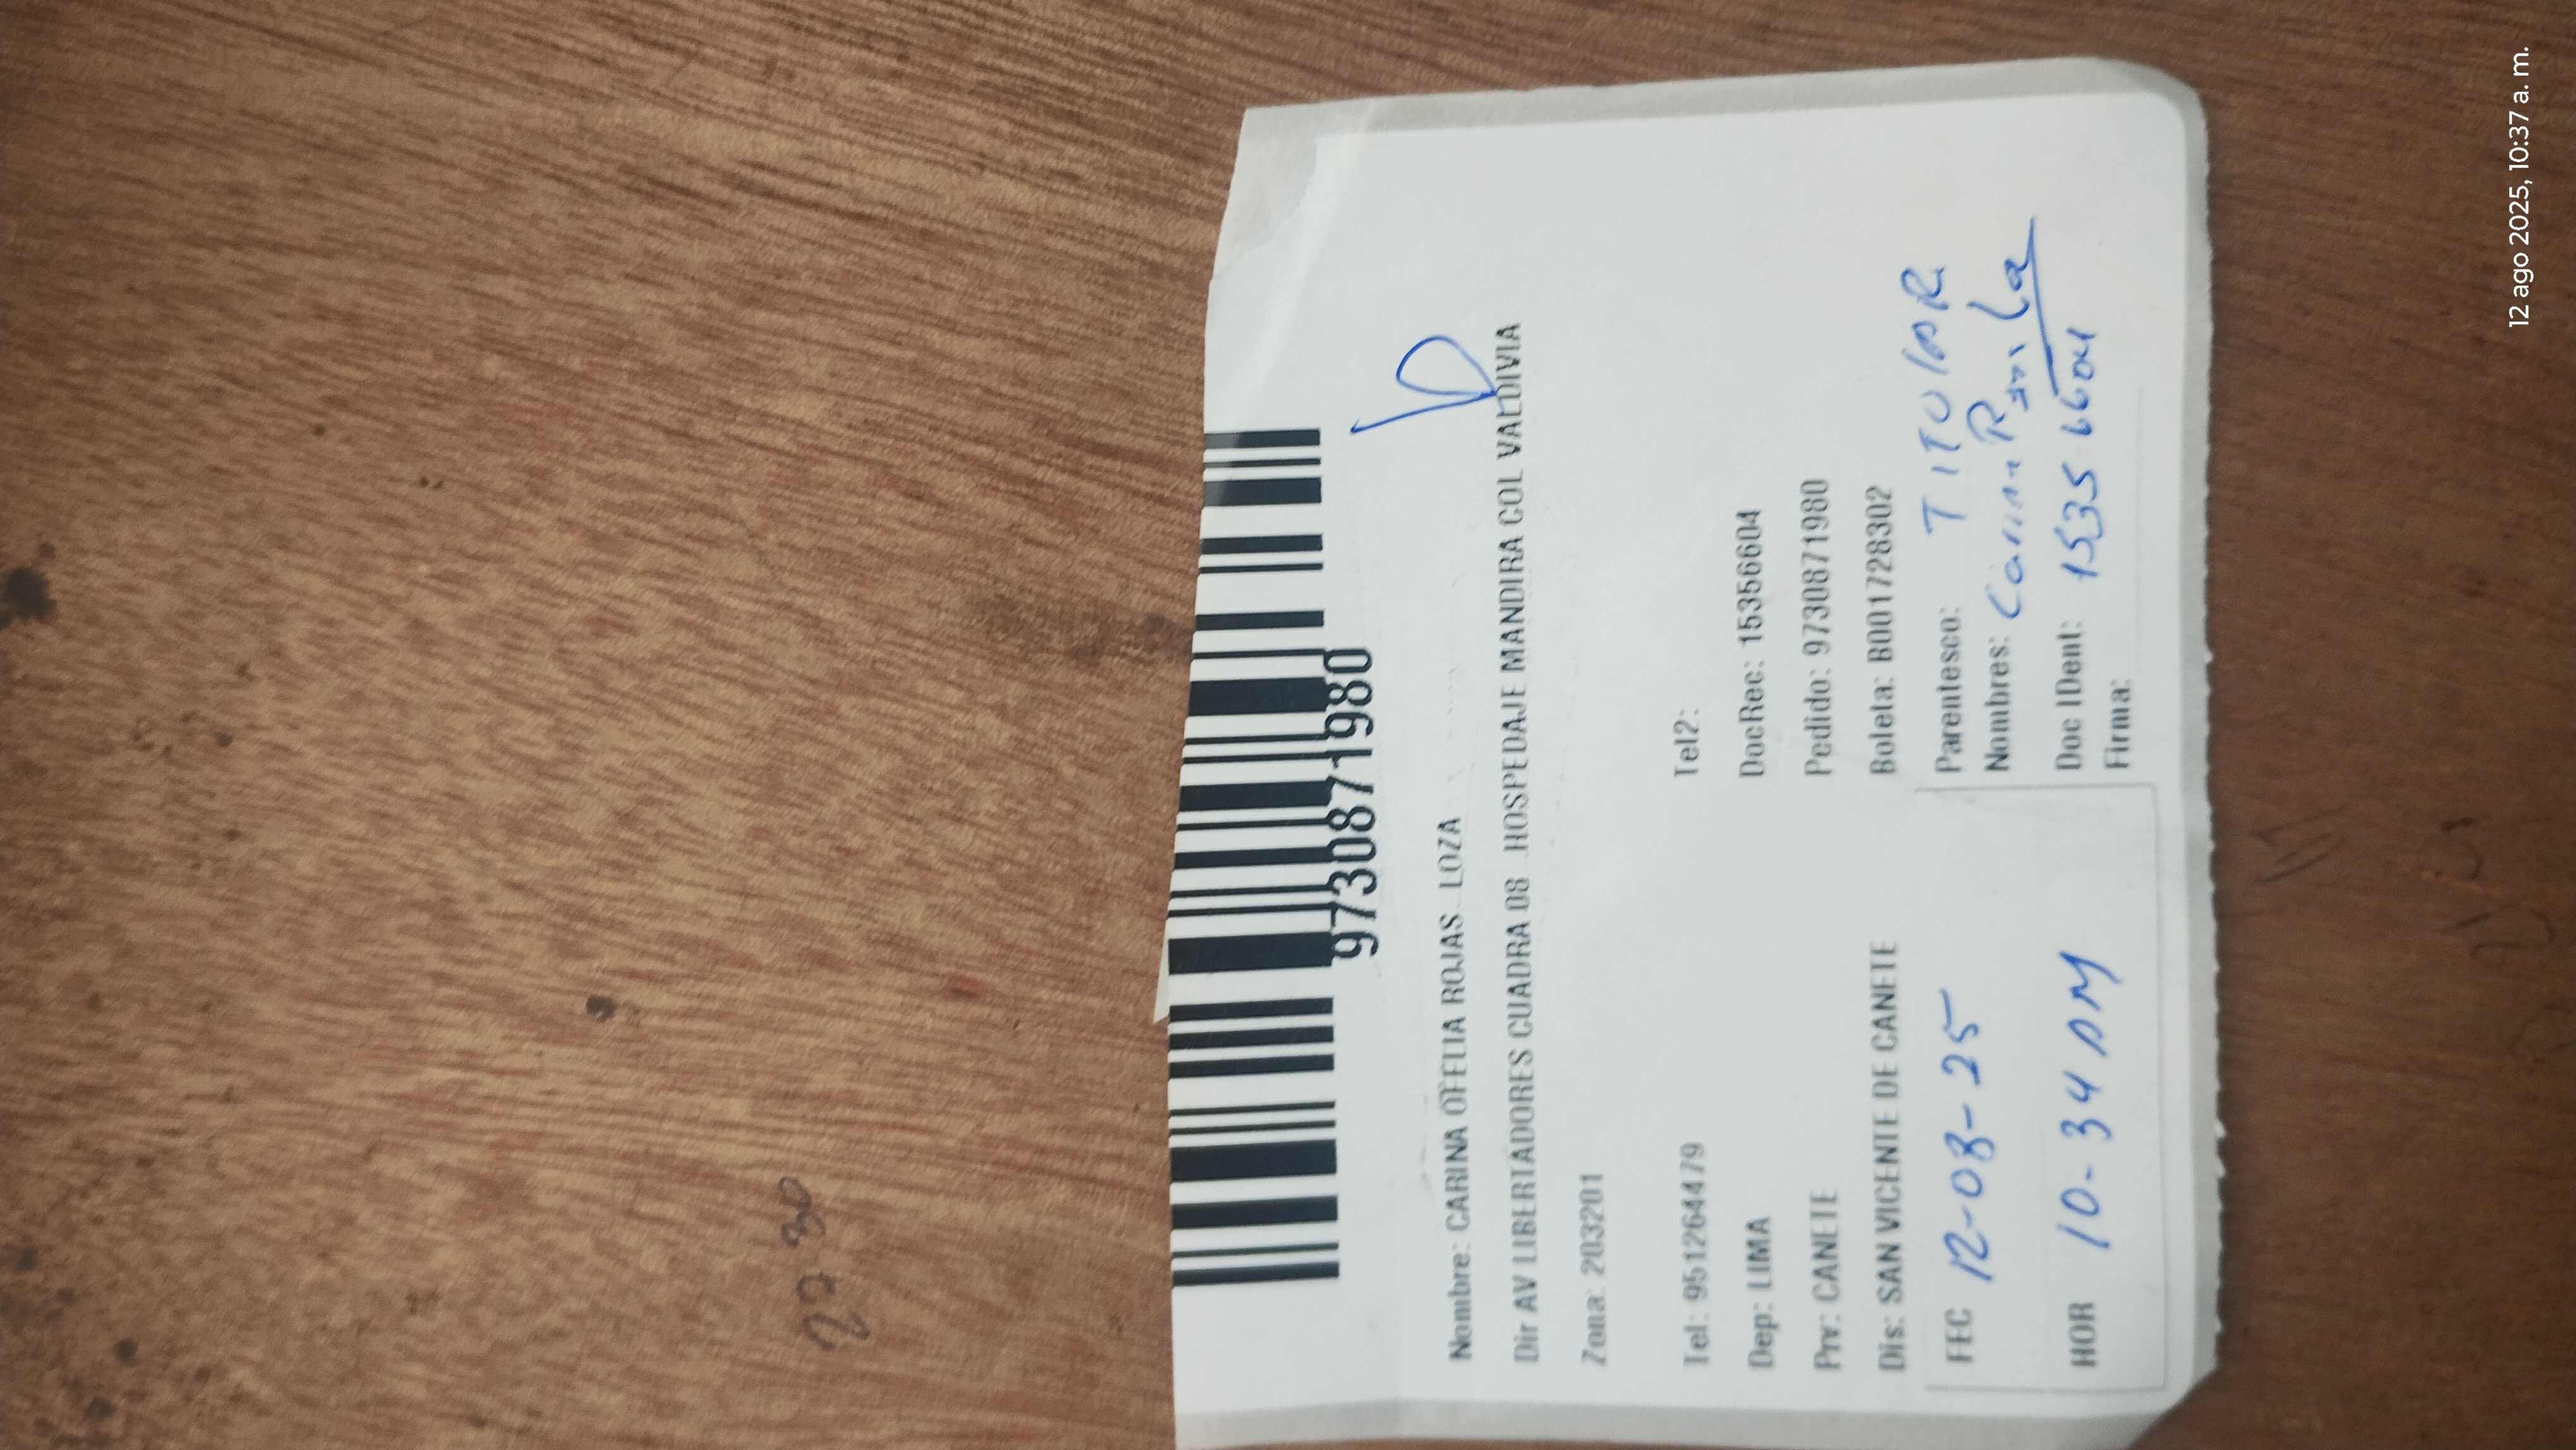 9730871980
Nombre: CARINA OFELIA ROJAS LOZA
Dir AV LIBERTADORES CUADRA 08 .HOSPEDAJE MANDIRA COL VALDIVIA
Zona: 203201
Tel: 951264479 Tel2:
Dep: LIMA DocRec: 15356604
Prv: CANETE Pedido: 9730871980
Dis: SAN VICENTE DE CANETE Boleta: B001728302
FEC 12-08-25 Parentesco: TITULAR
Nombres: Carina R
HOR 10-34 AM Doc IDent: 15356604
Firma:
12 ago 2025, 10:37 a. m.